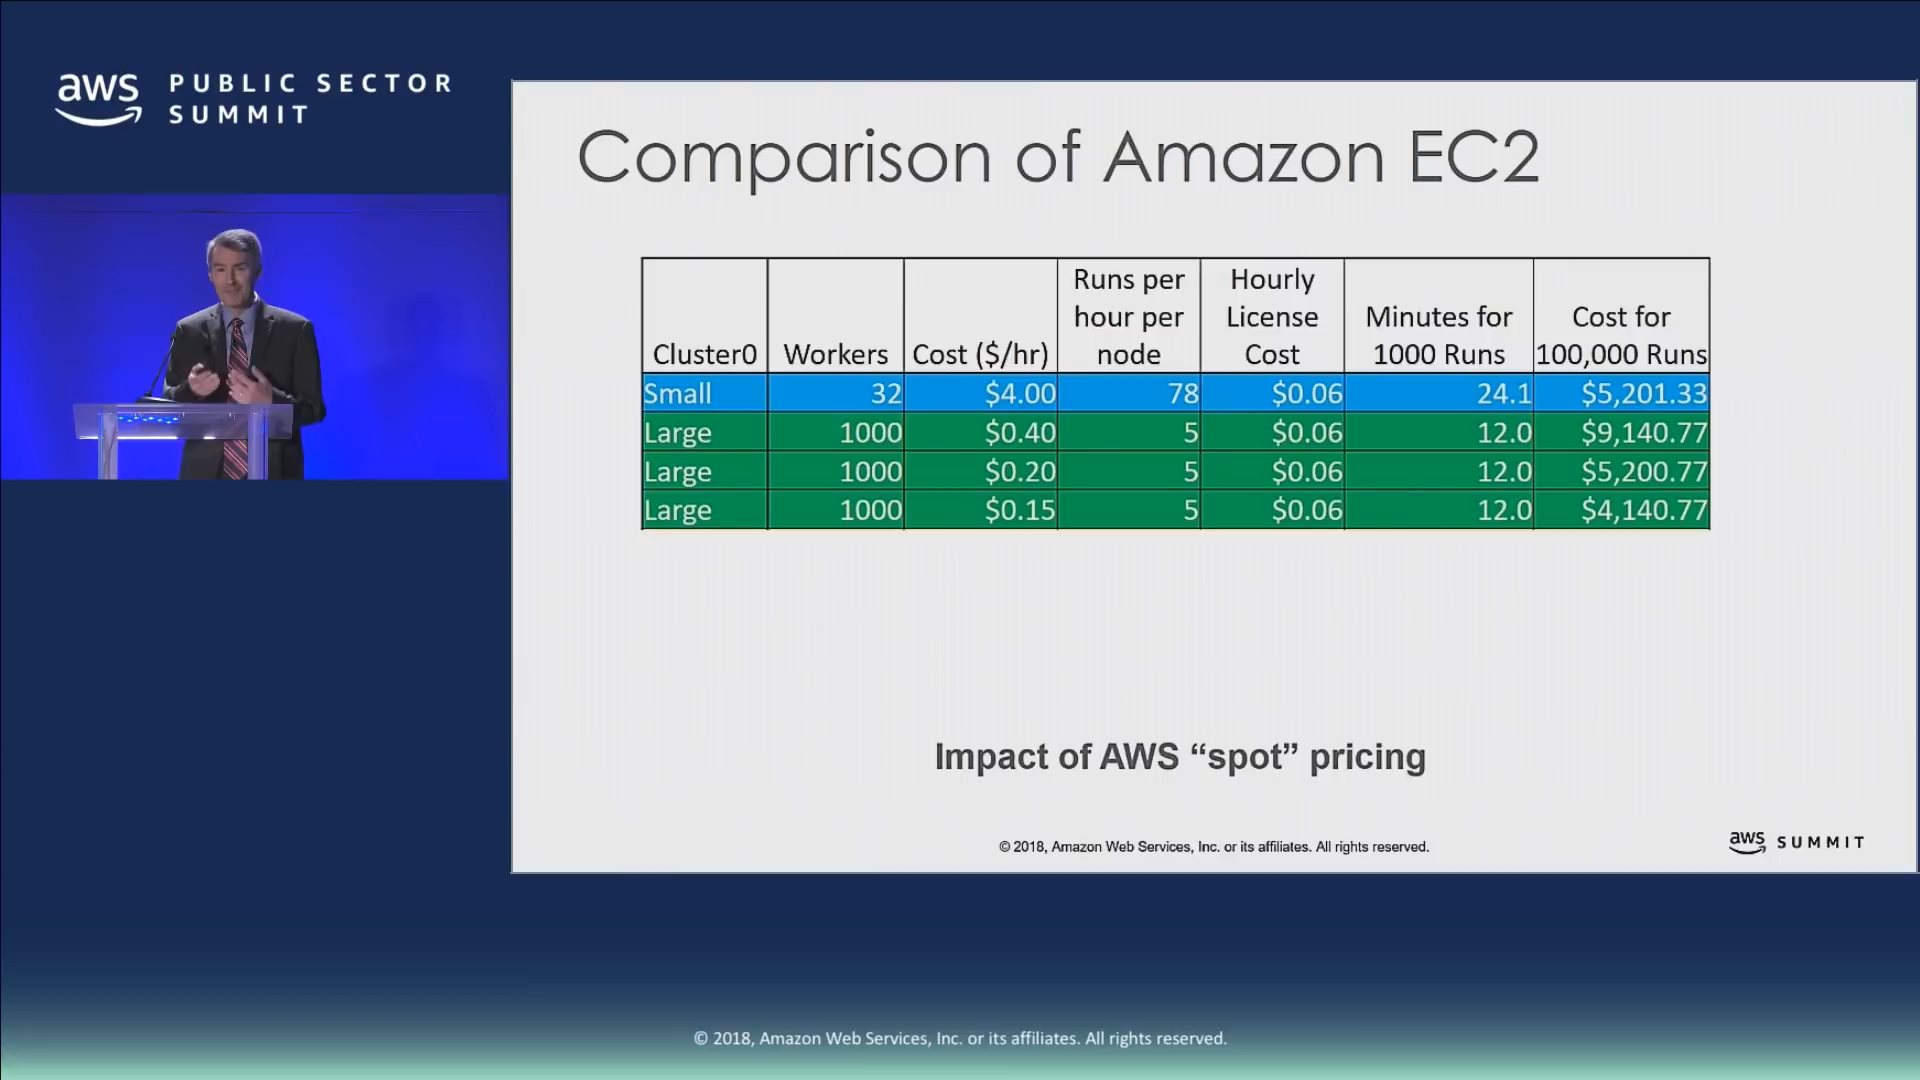 aws PUBLIC SECTOR
SUMMIT
Comparison of Amazon EC2
Cluster0 Workers Cost ($/hr) Runs per hour per node Hourly License Cost Minutes for 1000 Runs Cost for 100,000 Runs
Small 32 $4.00 78 $0.06 24.1 $5,201.33
Large 1000 $0.40 5 $0.06 12.0 $9,140.77
Large 1000 $0.20 5 $0.06 12.0 $5,200.77
Large 1000 $0.15 5 $0.06 12.0 $4,140.77
Impact of AWS “spot” pricing
© 2018, Amazon Web Services, Inc. or its affiliates. All rights reserved.
aws SUMMIT
© 2018, Amazon Web Services, Inc. or its affiliates. All rights reserved.